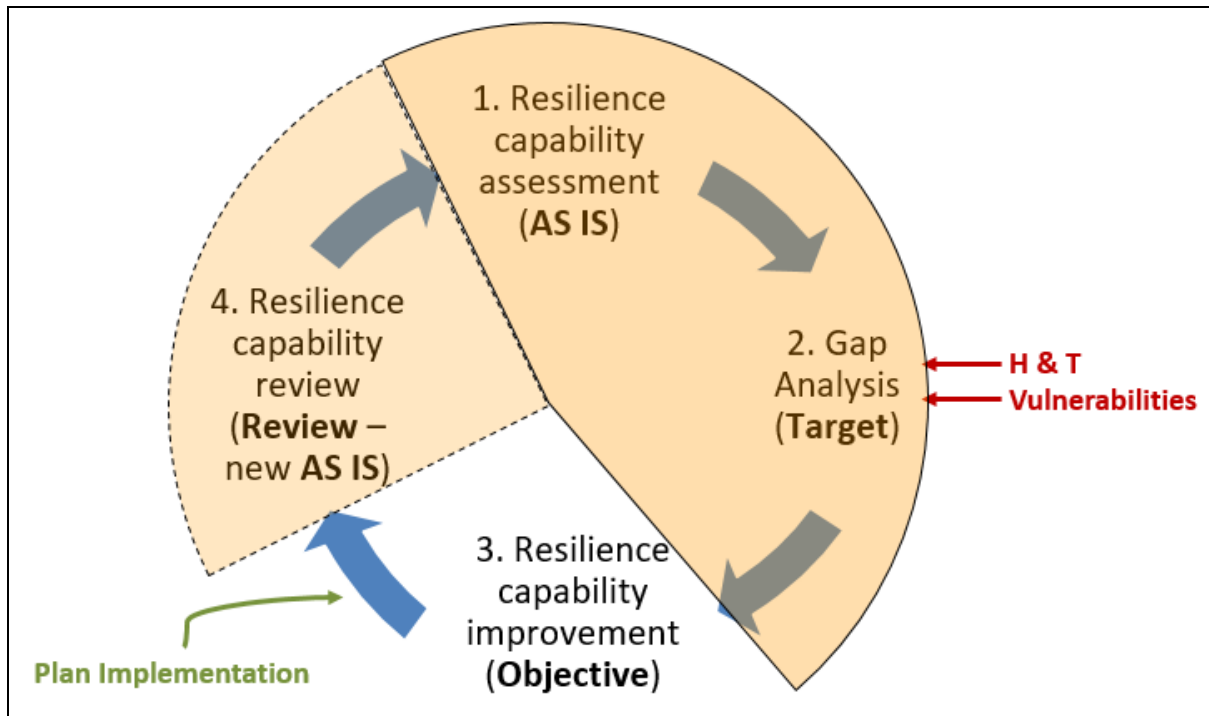 1. Resilience
capability
assessment
(AS IS)
2. Gap
Analysis
(Target)
H & T
Vulnerabilities
3. Resilience
capability
improvement
(Objective)
Plan Implementation
4. Resilience
capability
review
(Review –
new AS IS)